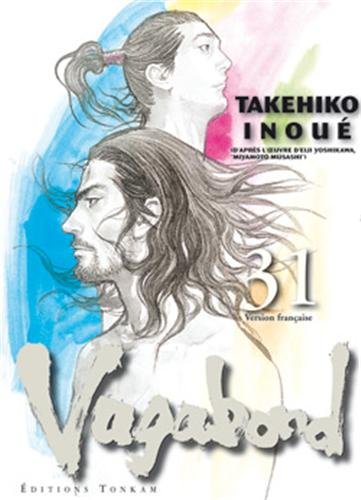 TAKEHIKO
INOUÉ
(D'APRÈS L'ŒUVRE D'EIJI YOSHIKAWA,
"MIYAMOTO MUSASHI")
31
Version française
Vagabond
ÉDITIONS TONKAM